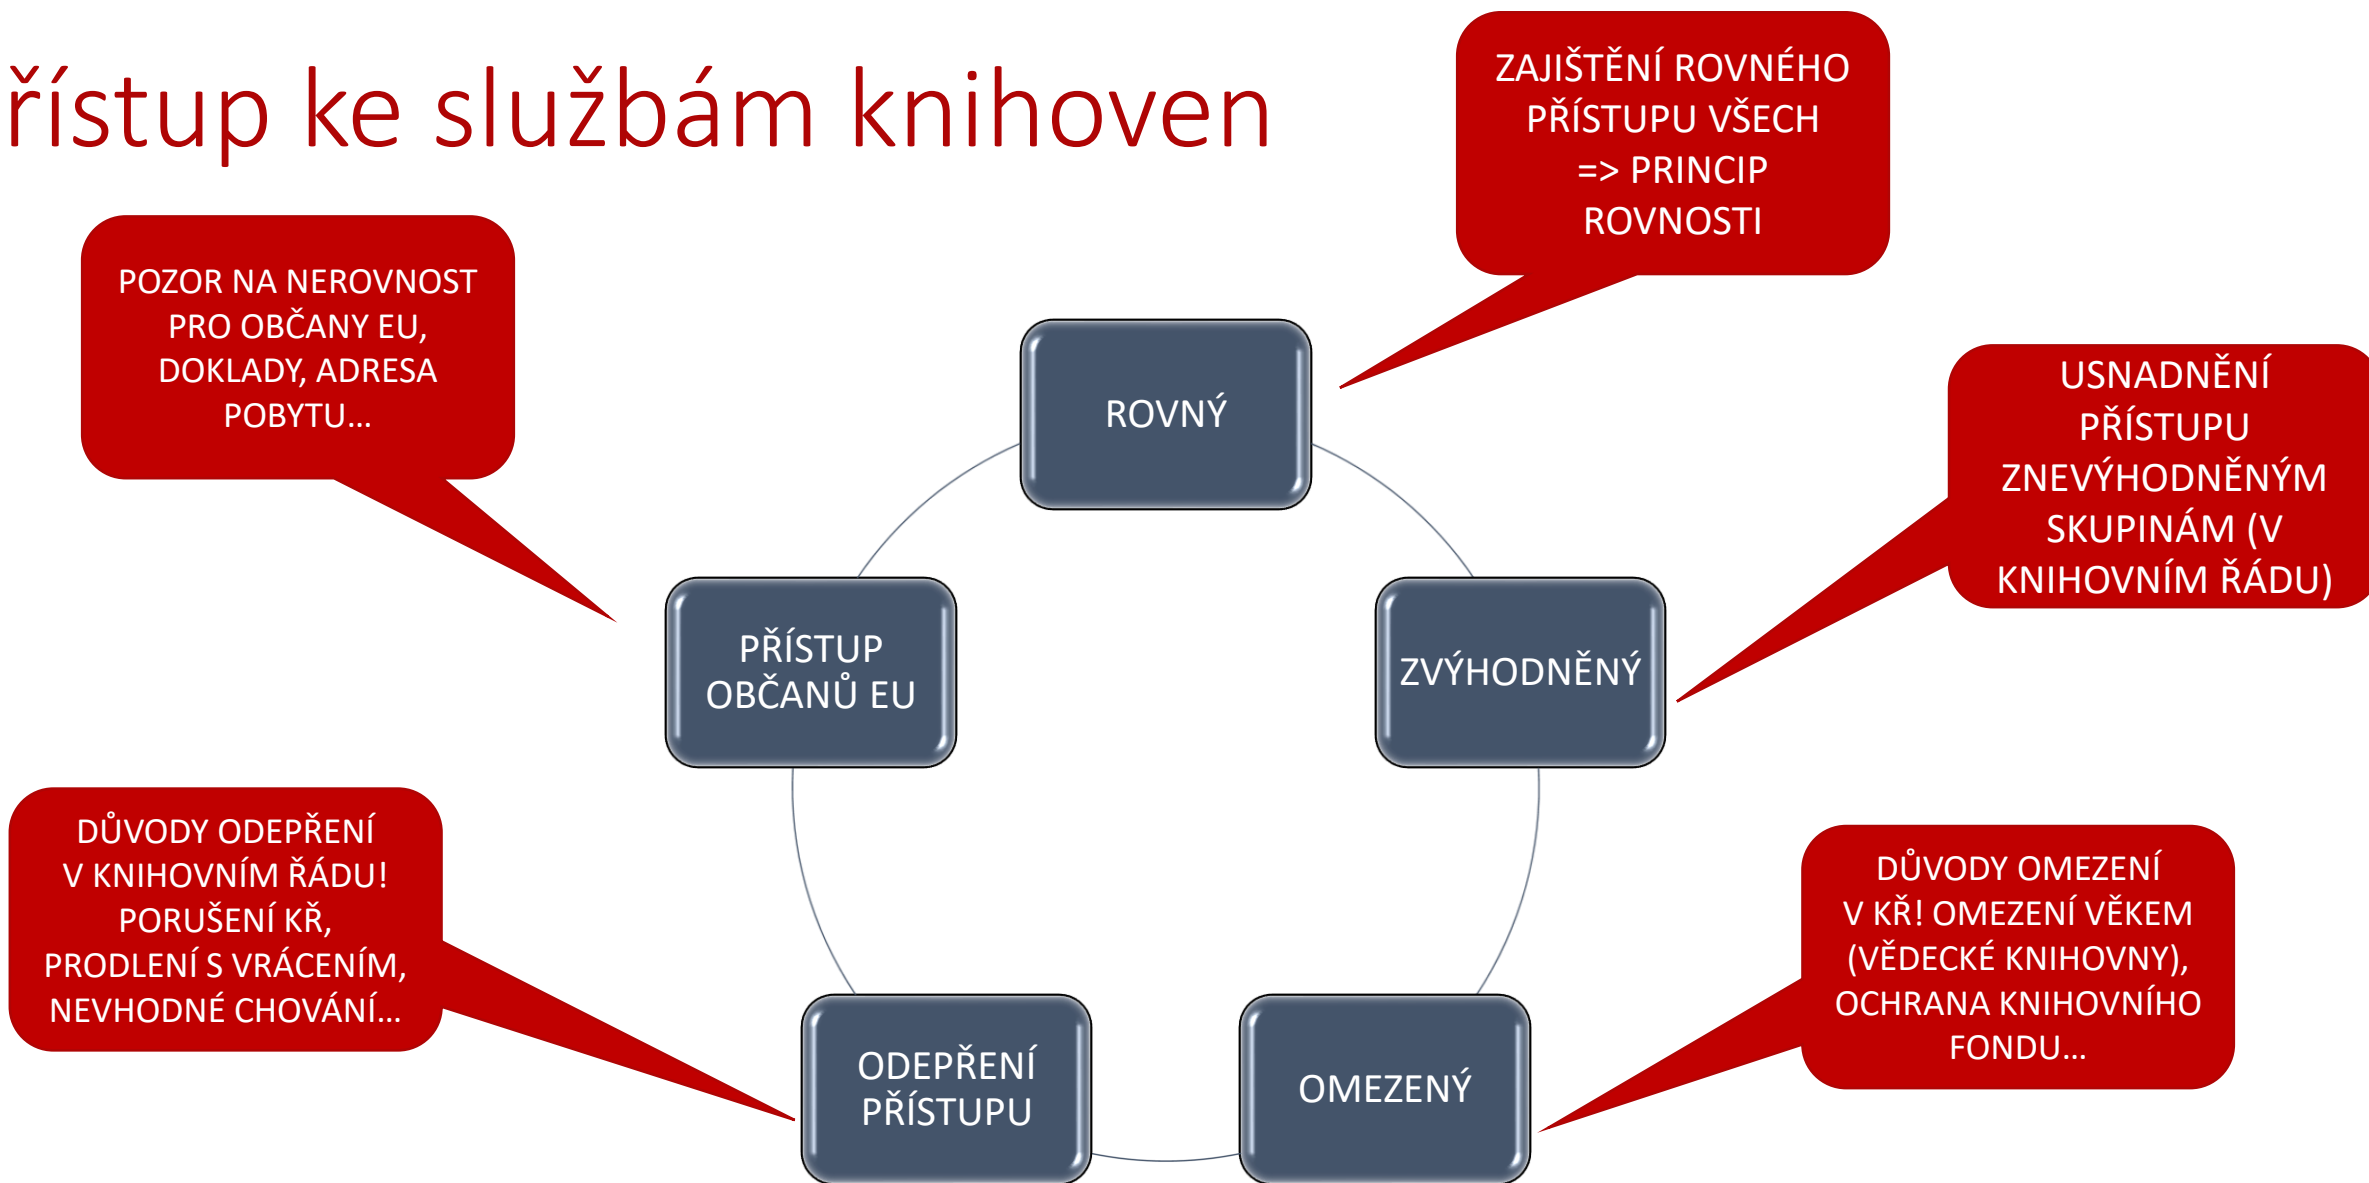 řístup ke službám knihoven
ZAJIŠTĚNÍ ROVNÉHO
PŘÍSTUPU VŠECH
=> PRINCIP
ROVNOSTI
POZOR NA NEROVNOST
PRO OBČANY EU,
DOKLADY, ADRESA
POBYTU...
ROVNÝ
USNADNĚNÍ
PŘÍSTUPU
ZNEVÝHODNĚNÝM
SKUPINÁM (V
KNIHOVNÍM ŘÁDU)
PŘÍSTUP
OBČANŮ EU
ZVÝHODNĚNÝ
DŮVODY ODEPŘENÍ
V KNIHOVNÍM ŘÁDU!
PORUŠENÍ KŘ,
PRODLENÍ S VRÁCENÍM,
NEVHODNÉ CHOVÁNÍ...
DŮVODY OMEZENÍ
V KŘ! OMEZENÍ VĚKEM
(VĚDECKÉ KNIHOVNY),
OCHRANA KNIHOVNÍHO
FONDU...
ODEPŘENÍ
PŘÍSTUPU
OMEZENÝ